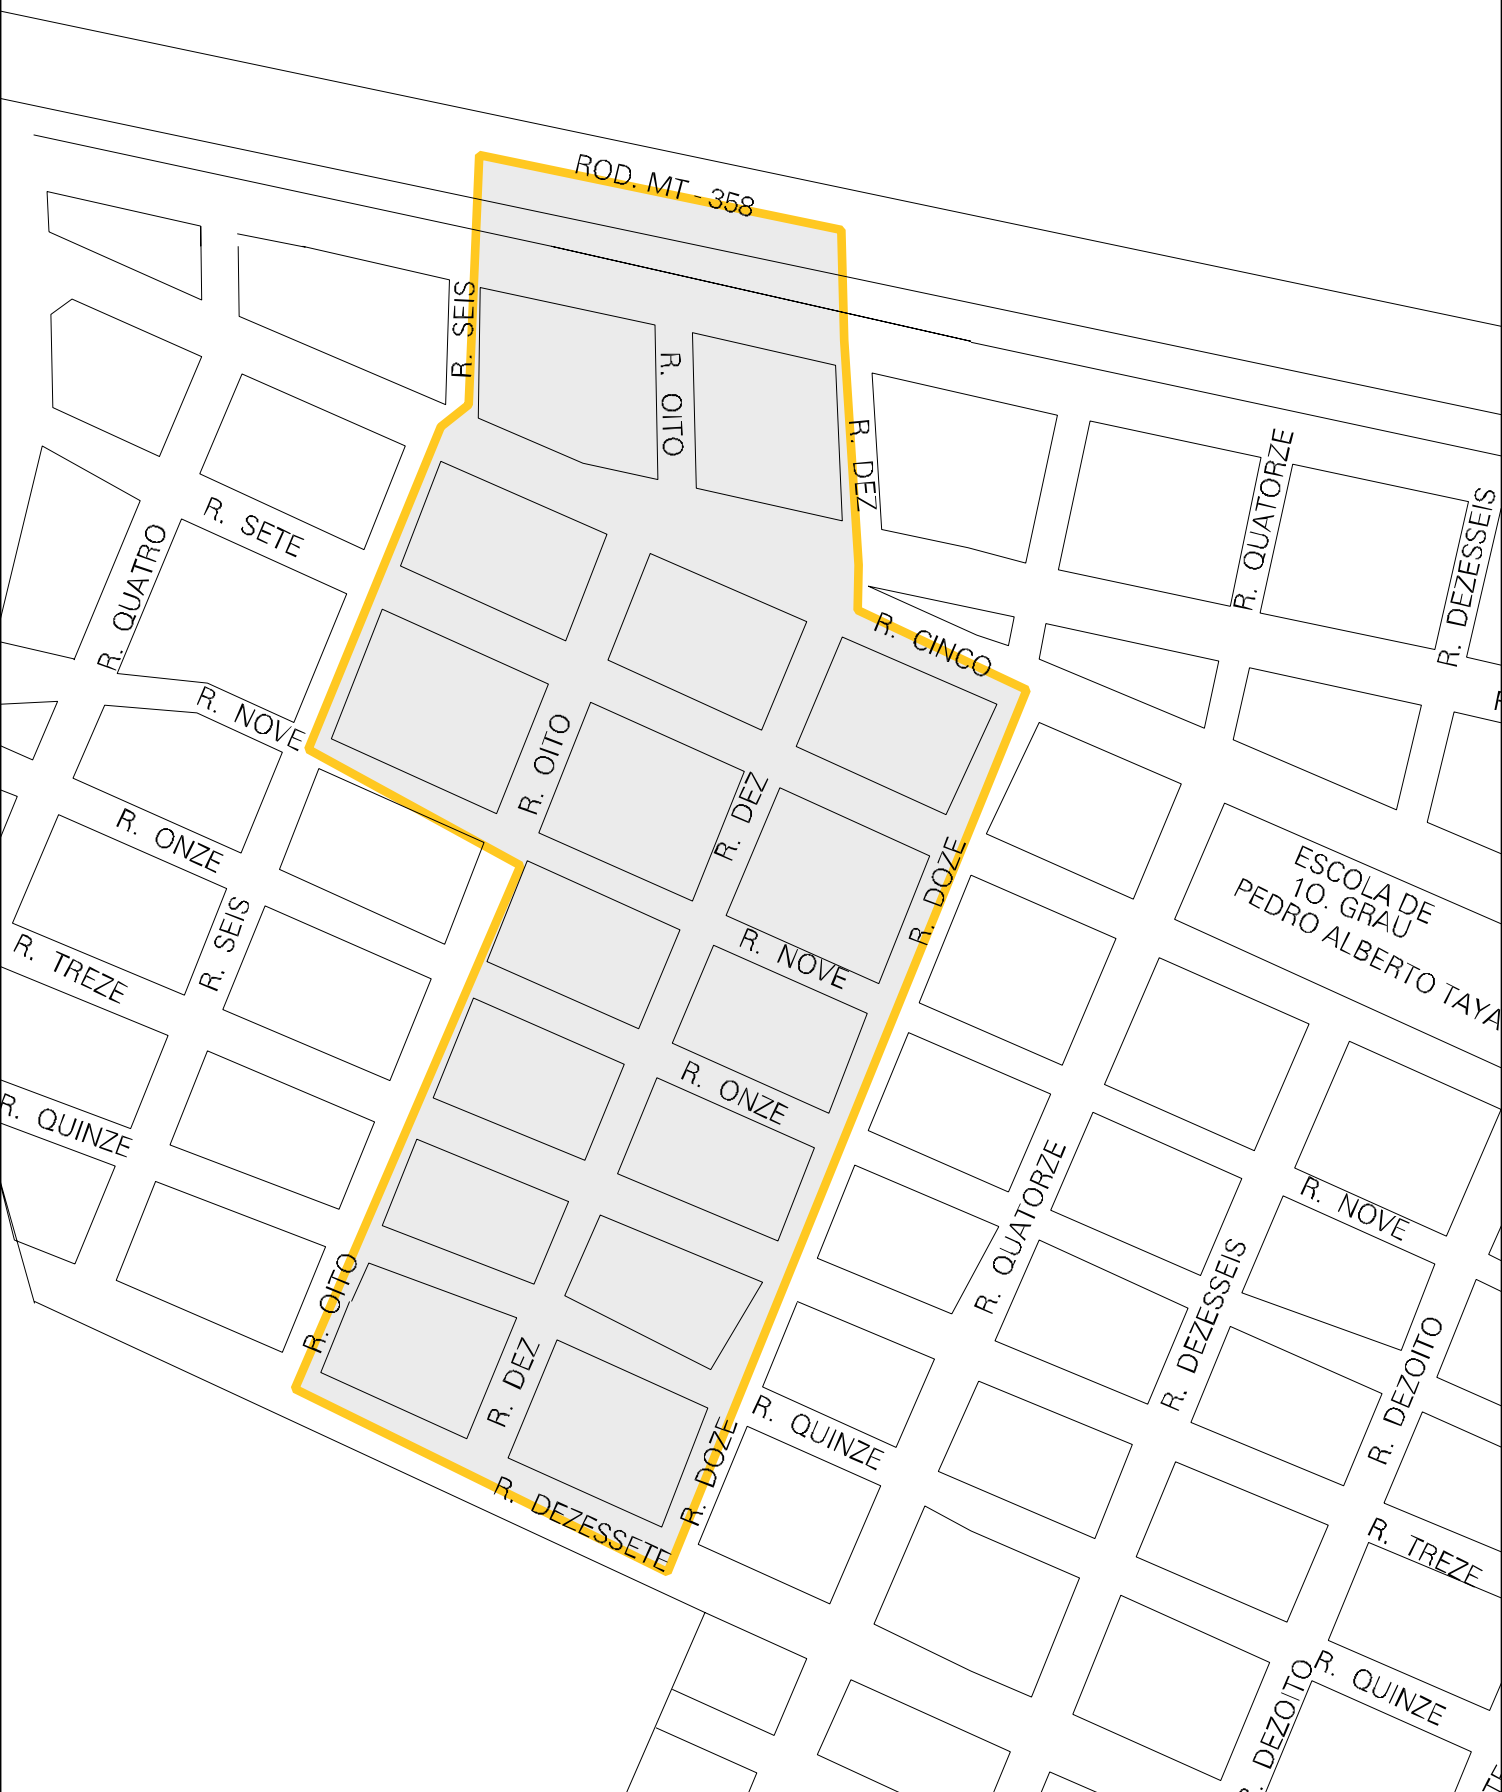 ROD. MT - 358
R. SEIS
R. OITO
R. DEZ
R. QUATORZE
R. DEZESSEIS
R. SETE
R. QUATRO
R. CINCO
R. NOVE
R. OITO
R. DEZ
R. DOZE
R. ONZE
R. SEIS
R. TREZE
R. NOVE
ESCOLA DE
1O. GRAU
PEDRO ALBERTO TAYA
R. ONZE
R. QUINZE
R. QUATORZE
R. NOVE
R. OITO
R. DEZ
R. DEZESSEIS
R. DEZOITO
R. QUINZE
R. DOZE
R. DEZESSETE
R. TREZE
R. QUINZE
DEZOITO